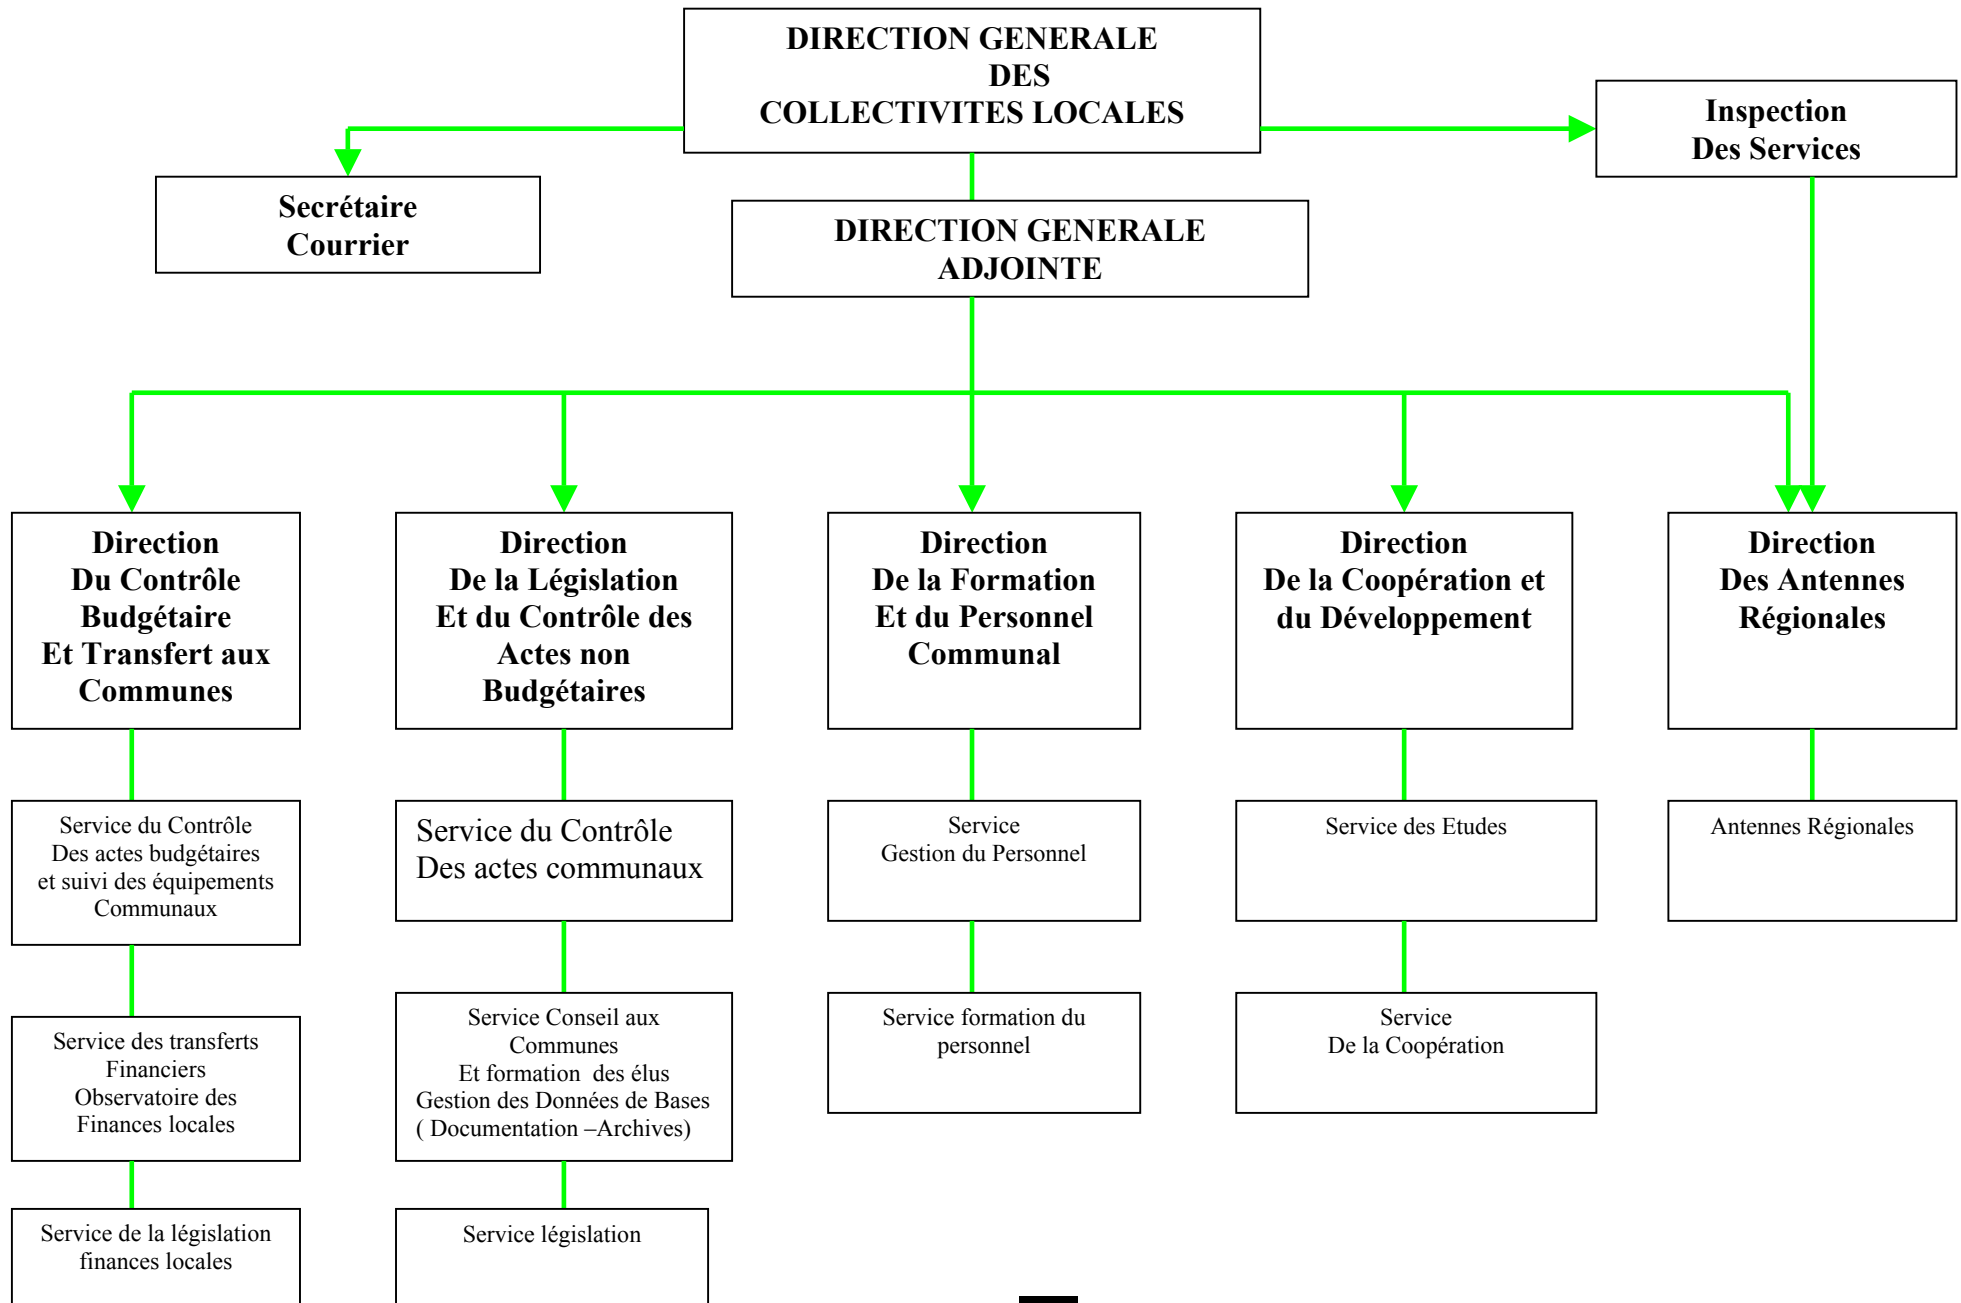 DIRECTION GENERALE
DES
COLLECTIVITES LOCALES
Inspection
Des Services
Secrétaire
Courrier
DIRECTION GENERALE
ADJOINTE
Direction
Du Contrôle
Budgétaire
Et Transfert aux
Communes
Direction
De la Législation
Et du Contrôle des
Actes non
Budgétaires
Direction
De la Formation
Et du Personnel
Communal
Direction
De la Coopération et
du Développement
Direction
Des Antennes
Régionales
Service du Contrôle
Des actes budgétaires
et suivi des équipements
Communaux
Service du Contrôle
Des actes communaux
Service
Gestion du Personnel
Service des Etudes
Antennes Régionales
Service des transferts
Financiers
Observatoire des
Finances locales
Service Conseil aux
Communes
Et formation  des élus
Gestion des Données de Bases
( Documentation –Archives)
Service formation du
personnel
Service
De la Coopération
Service de la législation
finances locales
Service législation